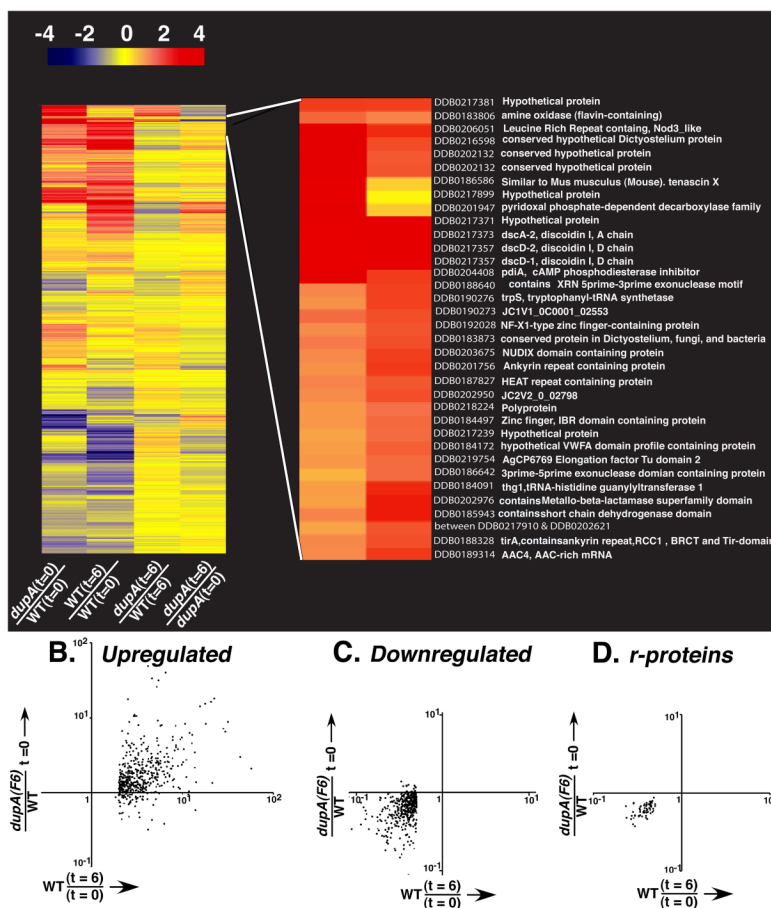 -4 -2 0 2 4
DDB0217381 Hypothetical protein
DDB0183806 amine oxidase (flavin-containing)
DDB0206051 Leucine Rich Repeat containg, Nod3_like
DDB0216598 conserved hypothetical Dictyostelium protein
DDB0202132 conserved hypothetical protein
DDB0202132 conserved hypothetical protein
DDB0186586 Similar to Mus musculus (Mouse). tenascin X
DDB0217899 Hypothetical protein
DDB0201947 pyridoxal phosphate-dependent decarboxylase family
DDB0217371 Hypothetical protein
DDB0217373 dscA-2, discoidin I, A chain
DDB0217357 dscD-2, discoidin I, D chain
DDB0217357 dscD-1, discoidin I, D chain
DDB0204408 pdiA, cAMP phosphodiesterase inhibitor
DDB0188640 contains XRN 5prime-3prime exonuclease motif
DDB0190276 trpS, tryptophanyl-tRNA synthetase
DDB0190273 JC1V1_0C0001_02553
DDB0192028 NF-X1-type zinc finger-containing protein
DDB0183873 conserved protein in Dictyostelium, fungi, and bacteria
DDB0203675 NUDIX domain containing protein
DDB0201756 Ankyrin repeat containing protein
DDB0187827 HEAT repeat containing protein
DDB0202950 JC2V2_0_02798
DDB0218224 Polyprotein
DDB0184497 Zinc finger, IBR domain containing protein
DDB0217239 Hypothetical protein
DDB0184172 hypothetical VWFA domain profile containing protein
DDB0219754 AgCP6769 Elongation factor Tu domain 2
DDB0186642 3prime-5prime exonuclease domian containing protein
DDB0184091 thg1,tRNA-histidine guanylyltransferase 1
DDB0202976 containsMetallo-beta-lactamase superfamily domain
DDB0185943 containsshort chain dehydrogenase domain
between DDB0217910 & DDB0202621
DDB0188328 tirA,containsankyrin repeat,RCC1 , BRCT and Tir-domain
DDB0189314 AAC4, AAC-rich mRNA
dupA(t=0)
WT(t=0)
WT(t=6)
WT(t=0)
dupA(t=6)
WT(t=6)
dupA(t=6)
dupA(t=0)
B. Upregulated
10²
10¹
1
10¹
10²
10⁻¹
dupA(F6) t =0
WT
WT (t = 6)
(t = 0)
C. Downregulated
10¹
10⁻¹
1
10¹
10⁻¹
dupA(F6) t =0
WT
WT (t = 6)
(t = 0)
D. r-proteins
10¹
10⁻¹
1
10¹
10⁻¹
dupA(F6) t =0
WT
WT (t = 6)
(t = 0)